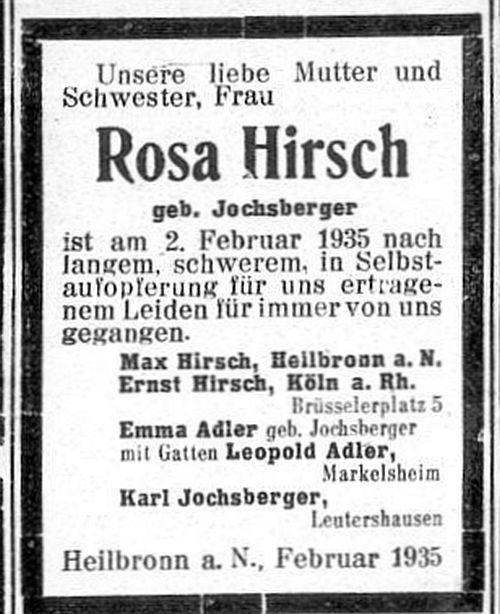 Unsere liebe Mutter und
Schwester, Frau
Rosa Hirsch
geb. Jochsberger
ist am 2. Februar 1935 nach
langem, schwerem, in Selbst-
aufopferung für uns ertrage-
nem Leiden für immer von uns
gegangen.
Max Hirsch, Heilbronn a. N.
Ernst Hirsch, Köln a. Rh.
Brüsselerplatz 5
Emma Adler geb. Jochsberger
mit Gatten Leopold Adler,
Markelsheim
Karl Jochsberger,
Leutershausen
Heilbronn a. N., Februar 1935